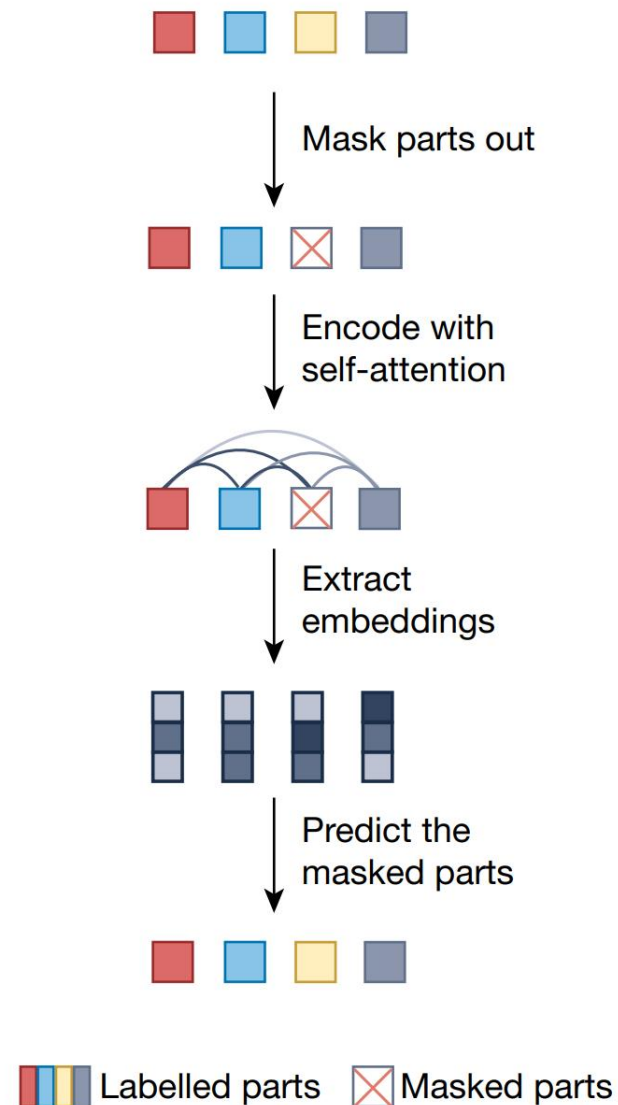 Mask parts out
Encode with
self-attention
Extract
embeddings
Predict the
masked parts
Labelled parts
Masked parts